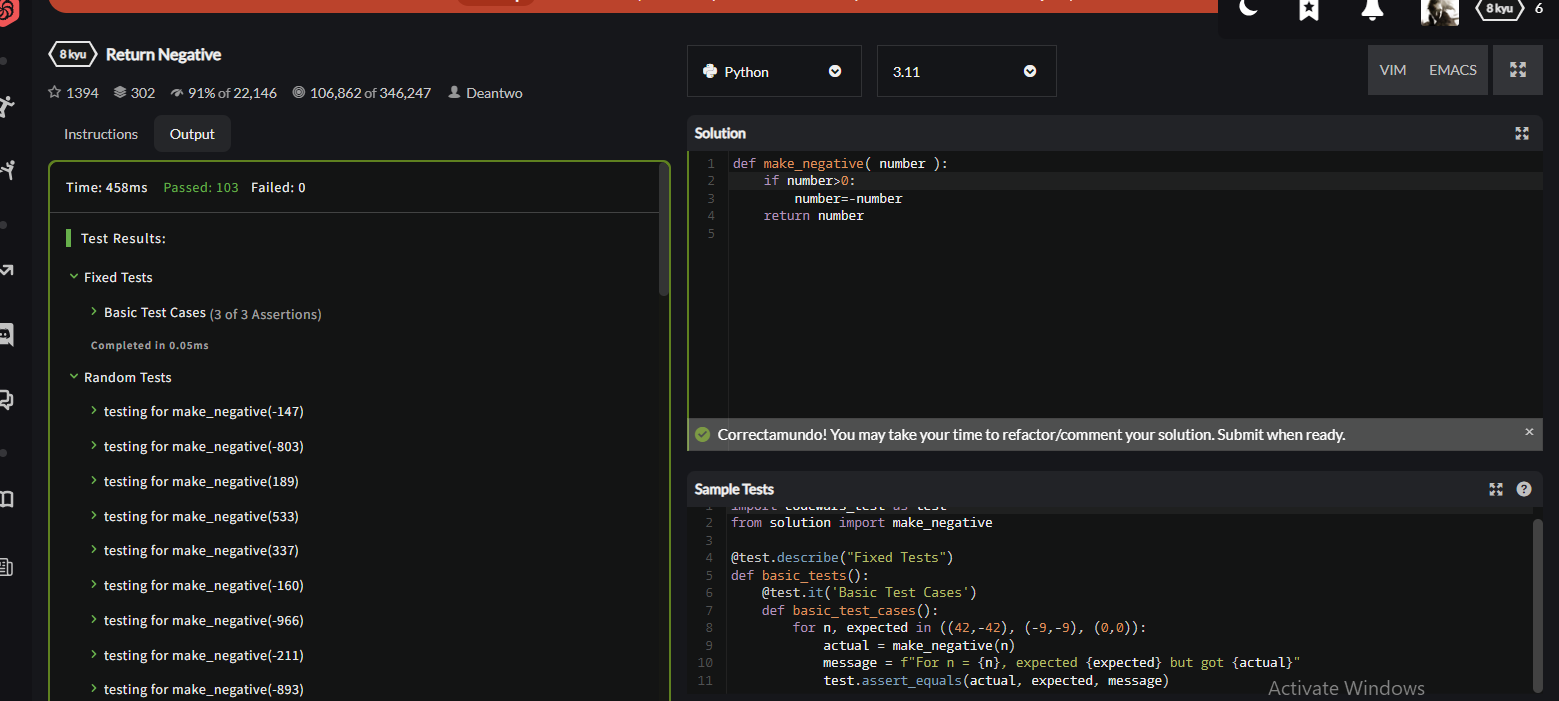 8 kyu
6
8 kyu Return Negative
1394 302 91% of 22,146 106,862 of 346,247 Deantwo
Instructions Output
Time: 458ms Passed: 103 Failed: 0
Test Results:
Fixed Tests
Basic Test Cases (3 of 3 Assertions)
Completed in 0.05ms
Random Tests
testing for make_negative(-147)
testing for make_negative(-803)
testing for make_negative(189)
testing for make_negative(533)
testing for make_negative(337)
testing for make_negative(-160)
testing for make_negative(-966)
testing for make_negative(-211)
testing for make_negative(-893)
Python 3.11 VIM EMACS
Solution
1 def make_negative( number ):
2 if number>0:
3 number=-number
4 return number
5
Correctamundo! You may take your time to refactor/comment your solution. Submit when ready.
Sample Tests
1 import codewars_test as test
2 from solution import make_negative
3
4 @test.describe("Fixed Tests")
5 def basic_tests():
6 @test.it('Basic Test Cases')
7 def basic_test_cases():
8 for n, expected in ((42,-42), (-9,-9), (0,0)):
9 actual = make_negative(n)
10 message = f"For n = {n}, expected {expected} but got {actual}"
11 test.assert_equals(actual, expected, message)
Activate Windows